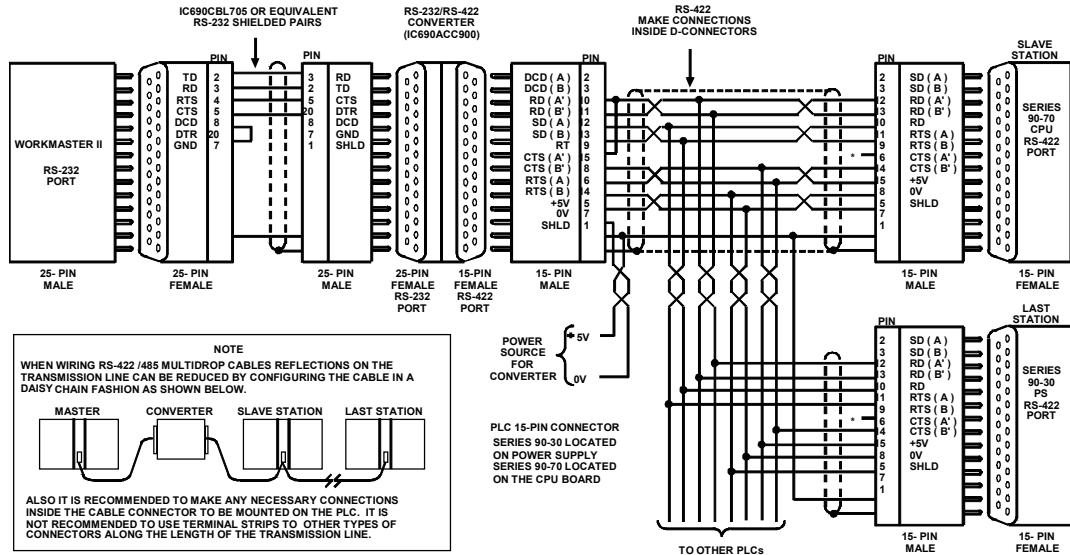 IC690CBL705 OR EQUIVALENT
RS-232 SHIELDED PAIRS
RS-232/RS-422
CONVERTER
(IC690ACC900)
RS-422
MAKE CONNECTIONS
INSIDE D-CONNECTORS
SLAVE
STATION
WORKMASTER II
RS-232
PORT
25- PIN
MALE
PIN
TD 2
RD 3
RTS 4
CTS 5
DCD 8
DTR 20
GND 7
25- PIN
FEMALE
PIN
3 RD
2 TD
5 CTS
20 DTR
8 DCD
7 GND
1 SHLD
25- PIN
MALE
25-PIN
FEMALE
RS-232
PORT
15-PIN
FEMALE
RS-422
PORT
PIN
DCD ( A ) 2
DCD ( B ) 3
RD ( A' ) 10
RD ( B' ) 11
SD ( A ) 12
SD ( B ) 13
RT 9
CTS ( A' ) 15
CTS ( B' ) 8
RTS ( A ) 6
RTS ( B ) 14
+5V 5
0V 7
SHLD 1
15- PIN
MALE
PIN
2 SD ( A )
3 SD ( B )
12 RD ( A' )
13 RD ( B' )
10 RD
11 RTS ( A )
9 RTS ( B )
* 6 CTS ( A' )
14 CTS ( B' )
15 +5V
8 0V
5 SHLD
7
1
15- PIN
MALE
SERIES
90-70
CPU
RS-422
PORT
15- PIN
FEMALE
LAST
STATION
PIN
2 SD ( A )
3 SD ( B )
12 RD ( A' )
13 RD ( B' )
10 RD
11 RTS ( A )
9 RTS ( B )
* 6 CTS ( A' )
14 CTS ( B' )
15 +5V
8 0V
5 SHLD
7
1
15- PIN
MALE
SERIES
90-30
PS
RS-422
PORT
15- PIN
FEMALE
POWER
SOURCE
FOR
CONVERTER
+ 5V
0V
PLC 15-PIN CONNECTOR
SERIES 90-30 LOCATED
ON POWER SUPPLY
SERIES 90-70 LOCATED
ON THE CPU BOARD
TO OTHER PLCs
NOTE
WHEN WIRING RS-422 /485 MULTIDROP CABLES REFLECTIONS ON THE
TRANSMISSION LINE CAN BE REDUCED BY CONFIGURING THE CABLE IN A
DAISY CHAIN FASHION AS SHOWN BELOW.
MASTER CONVERTER SLAVE STATION LAST STATION
ALSO IT IS RECOMMENDED TO MAKE ANY NECESSARY CONNECTIONS
INSIDE THE CABLE CONNECTOR TO BE MOUNTED ON THE PLC. IT IS
NOT RECOMMENDED TO USE TERMINAL STRIPS TO OTHER TYPES OF
CONNECTORS ALONG THE LENGTH OF THE TRANSMISSION LINE.